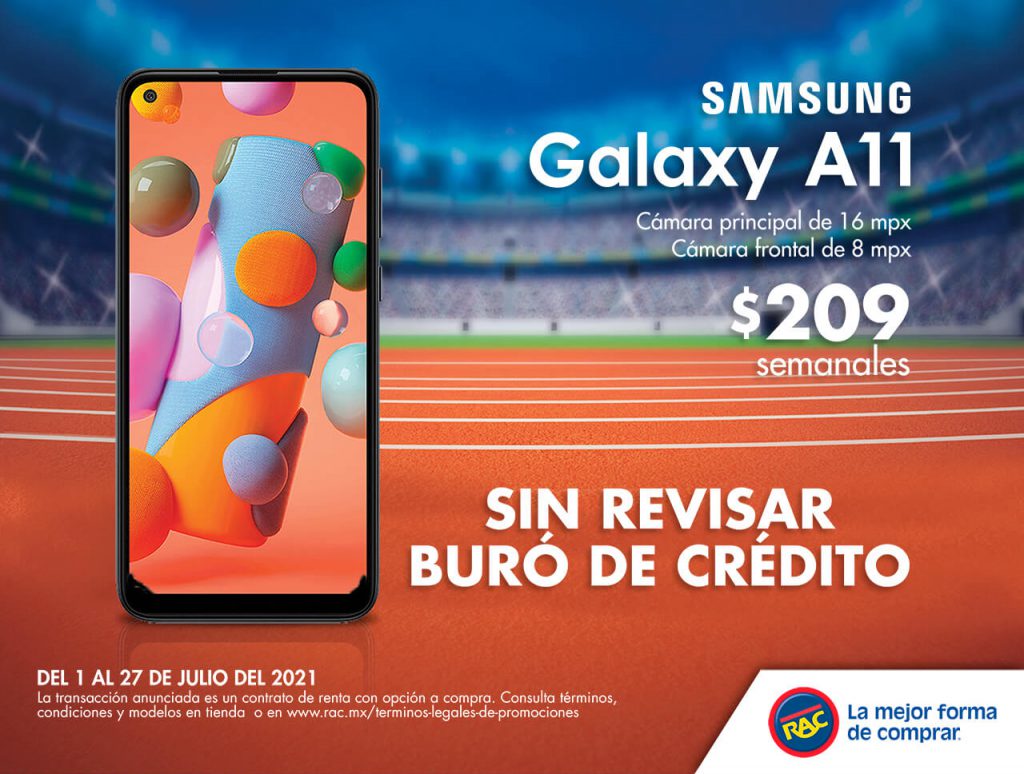 SAMSUNG
Galaxy A11
Cámara principal de 16 mpx
Cámara frontal de 8 mpx
$209
semanales
SIN REVISAR
BURÓ DE CRÉDITO
DEL 1 AL 27 DE JULIO DEL 2021
La transacción anunciada es un contrato de renta con opción a compra. Consulta términos,
condiciones y modelos en tienda o en www.rac.mx/terminos-legales-de-promociones
RAC
La mejor forma
de comprar.